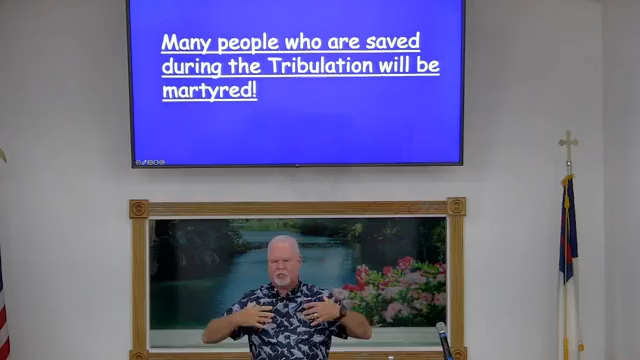 Many people who are saved
during the Tribulation will be
martyred!